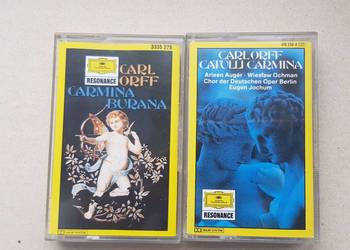 3335 275
RESONANCE
CARL
ORFF
CARMINA
BURANA
CARL ORFF
CATULLI CARMINA
Arleen Augér · Wiesław Ochman
Chor der Deutschen Oper Berlin
Eugen Jochum
RESONANCE